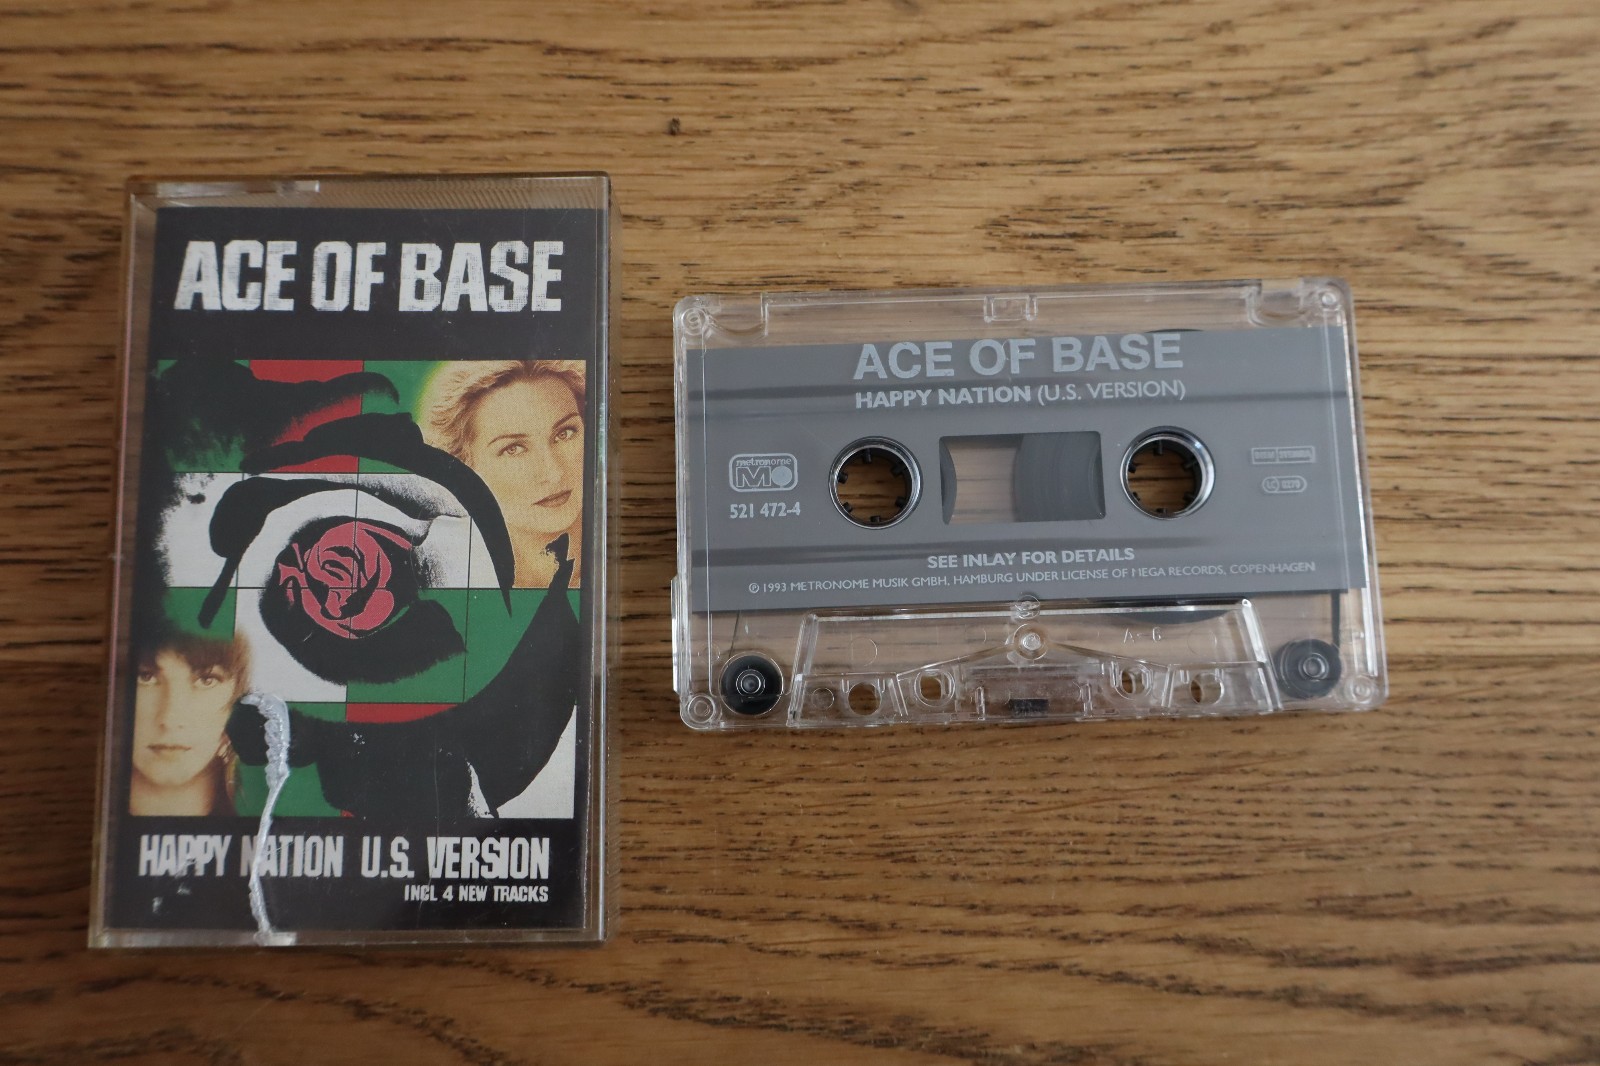 ACE OF BASE
HAPPY NATION U.S. VERSION
INCL 4 NEW TRACKS
ACE OF BASE
HAPPY NATION (U.S. VERSION)
metronome
521 472-4
SEE INLAY FOR DETAILS
℗ 1993 METRONOME MUSIK GMBH, HAMBURG UNDER LICENSE OF MEGA RECORDS, COPENHAGEN
A-6